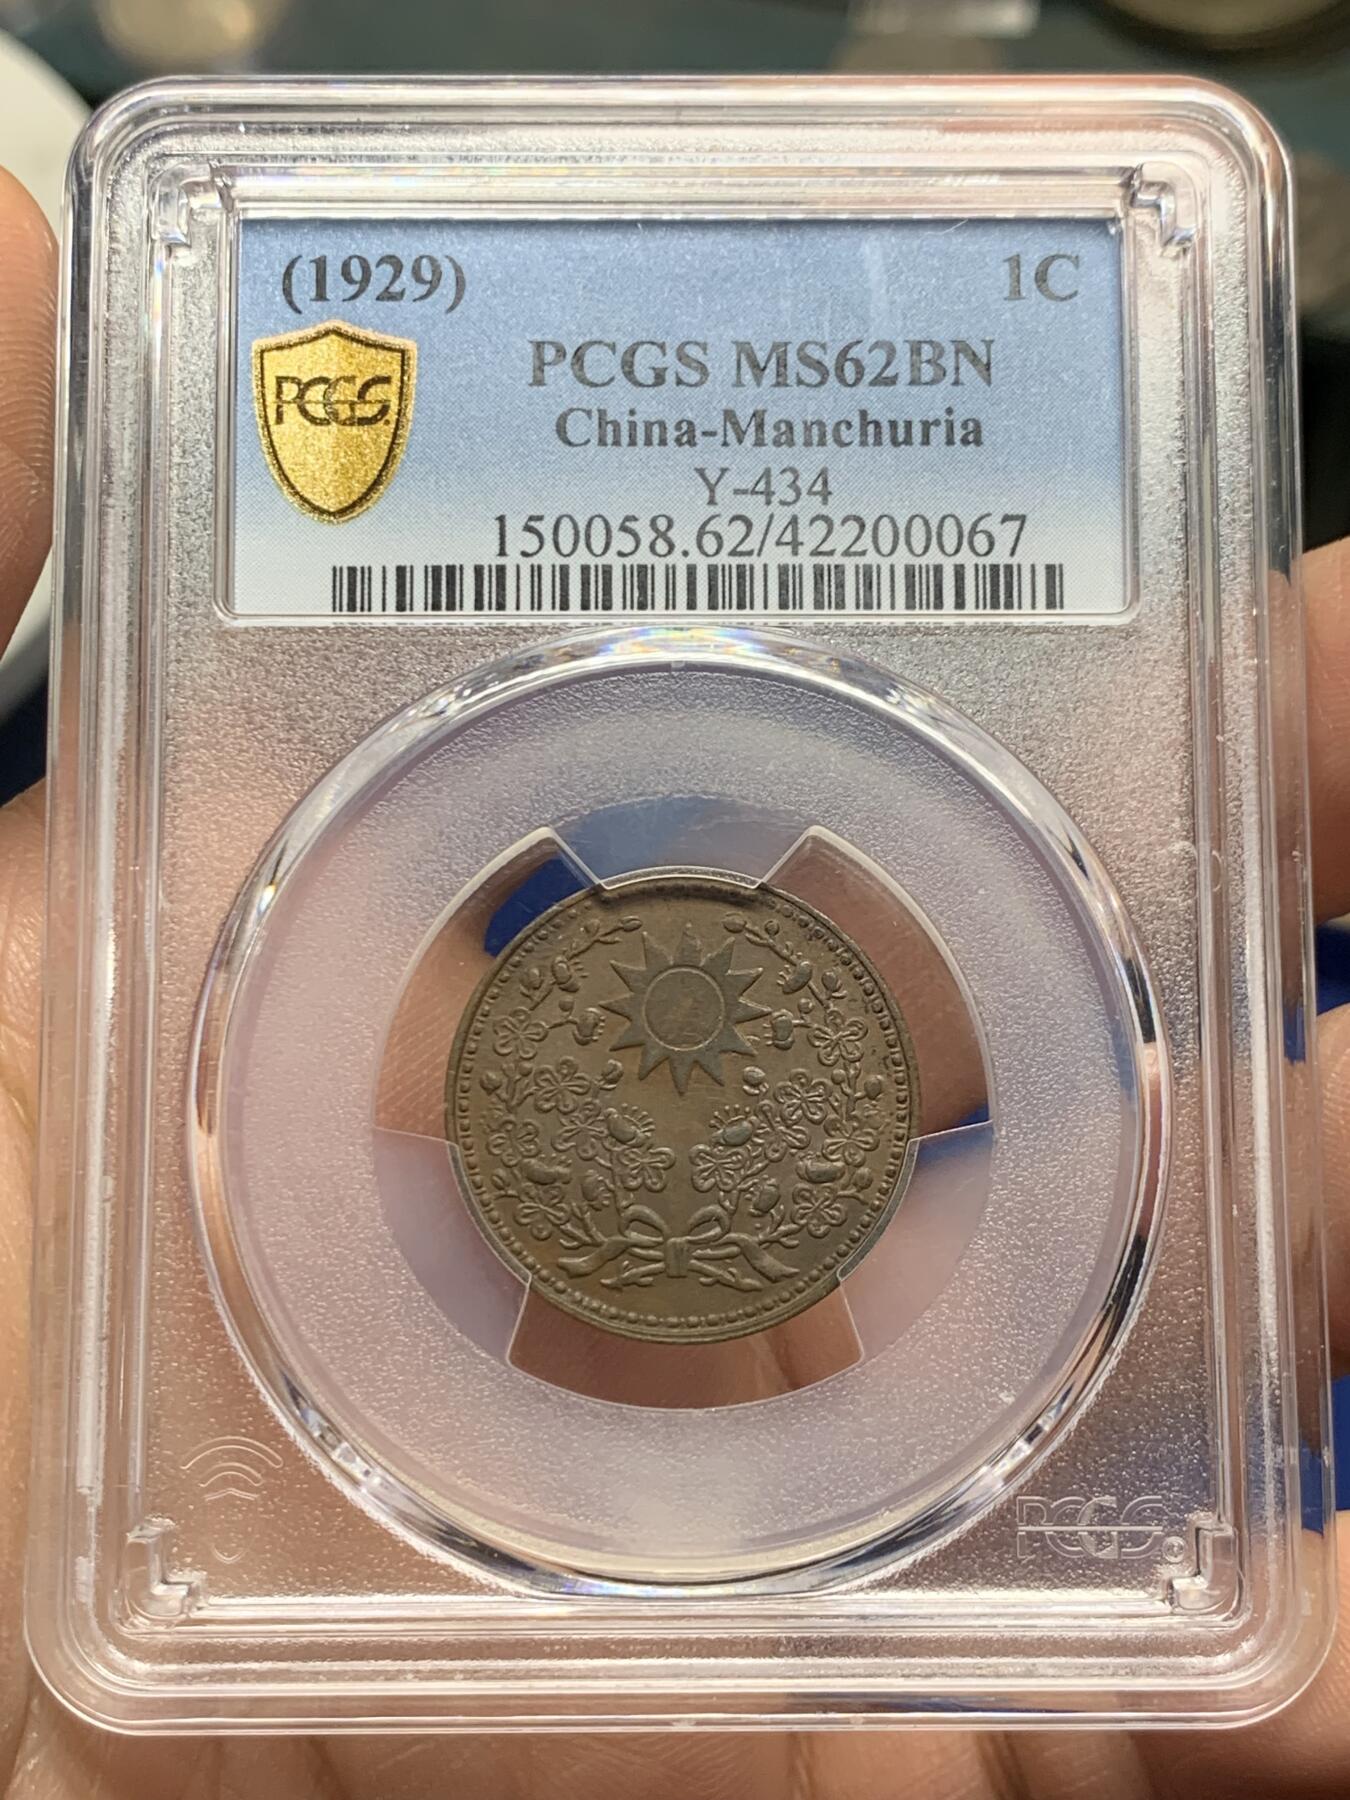 (1929) 1C
PCGS MS62BN
PCGS
China-Manchuria
Y-434
150058.62/42200067
PCGS